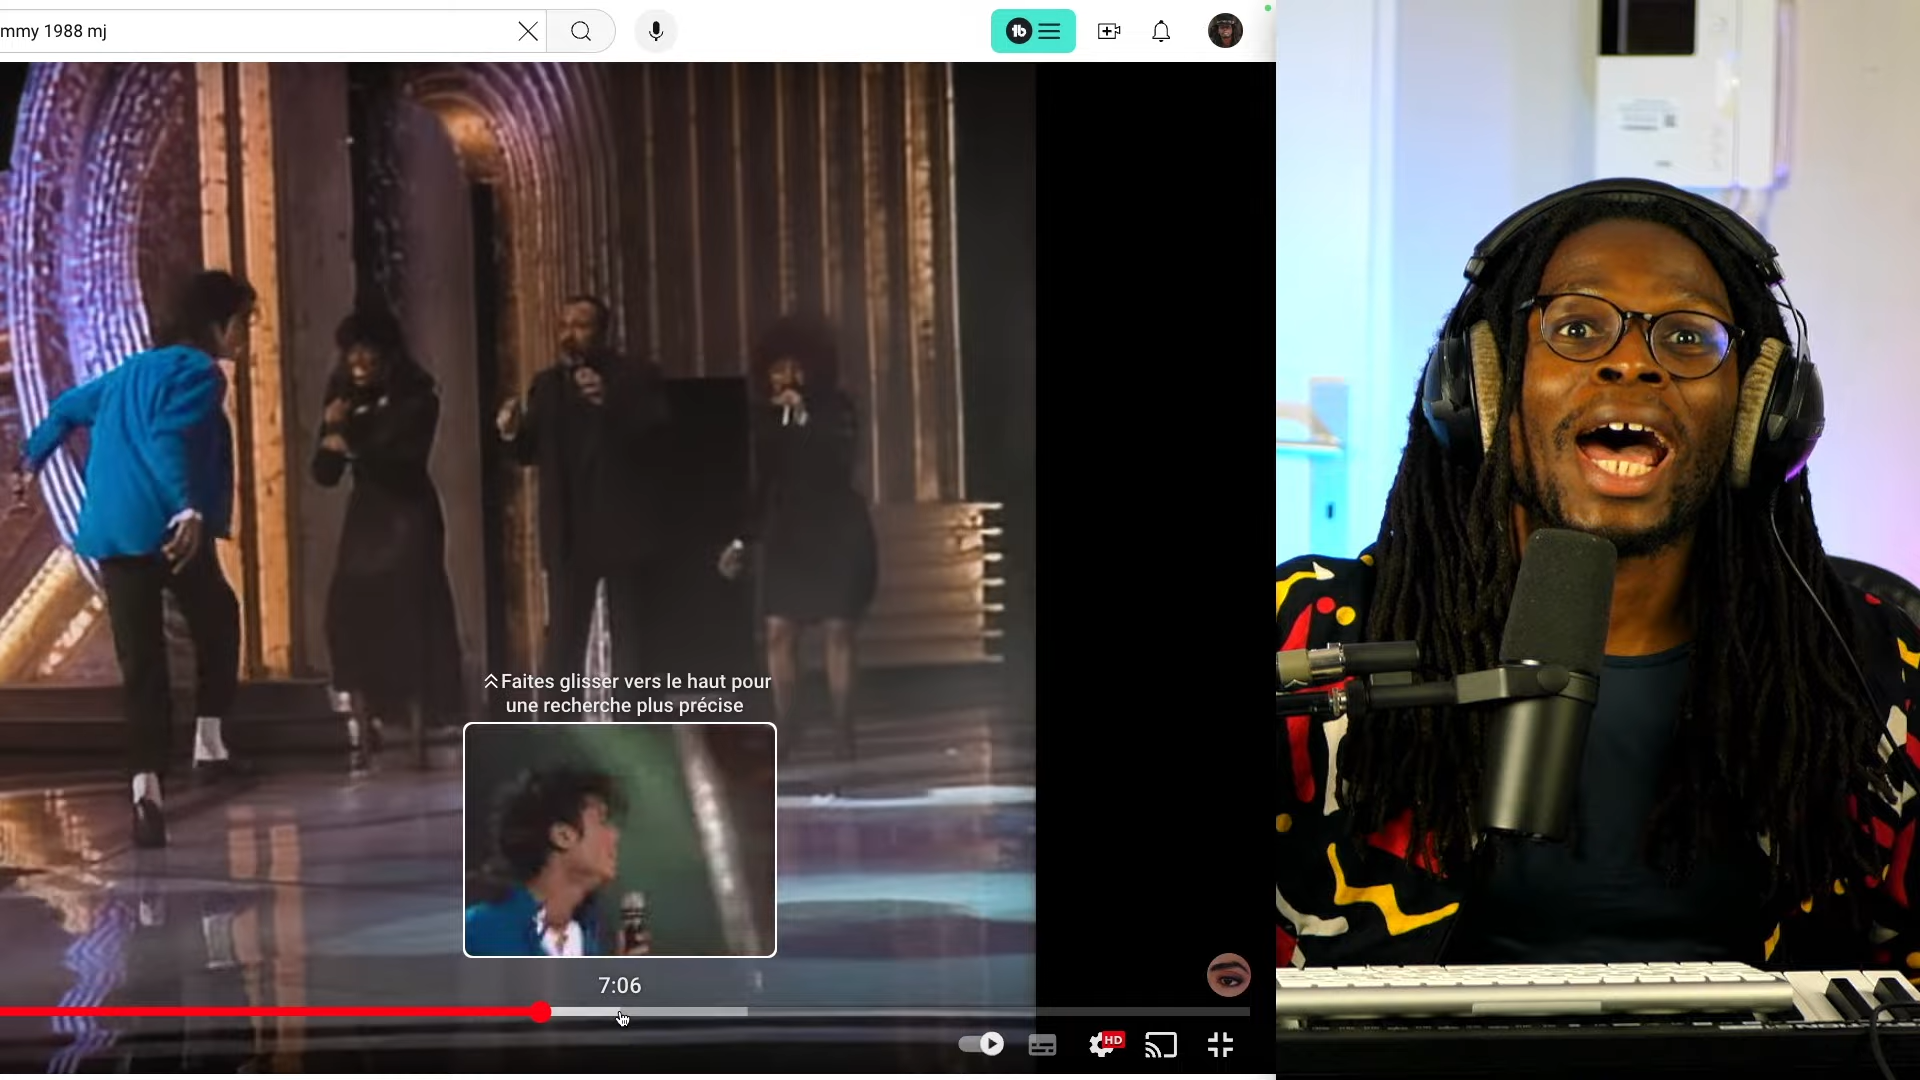 mmy 1988 mj
Faites glisser vers le haut pour
une recherche plus précise
7:06
HD